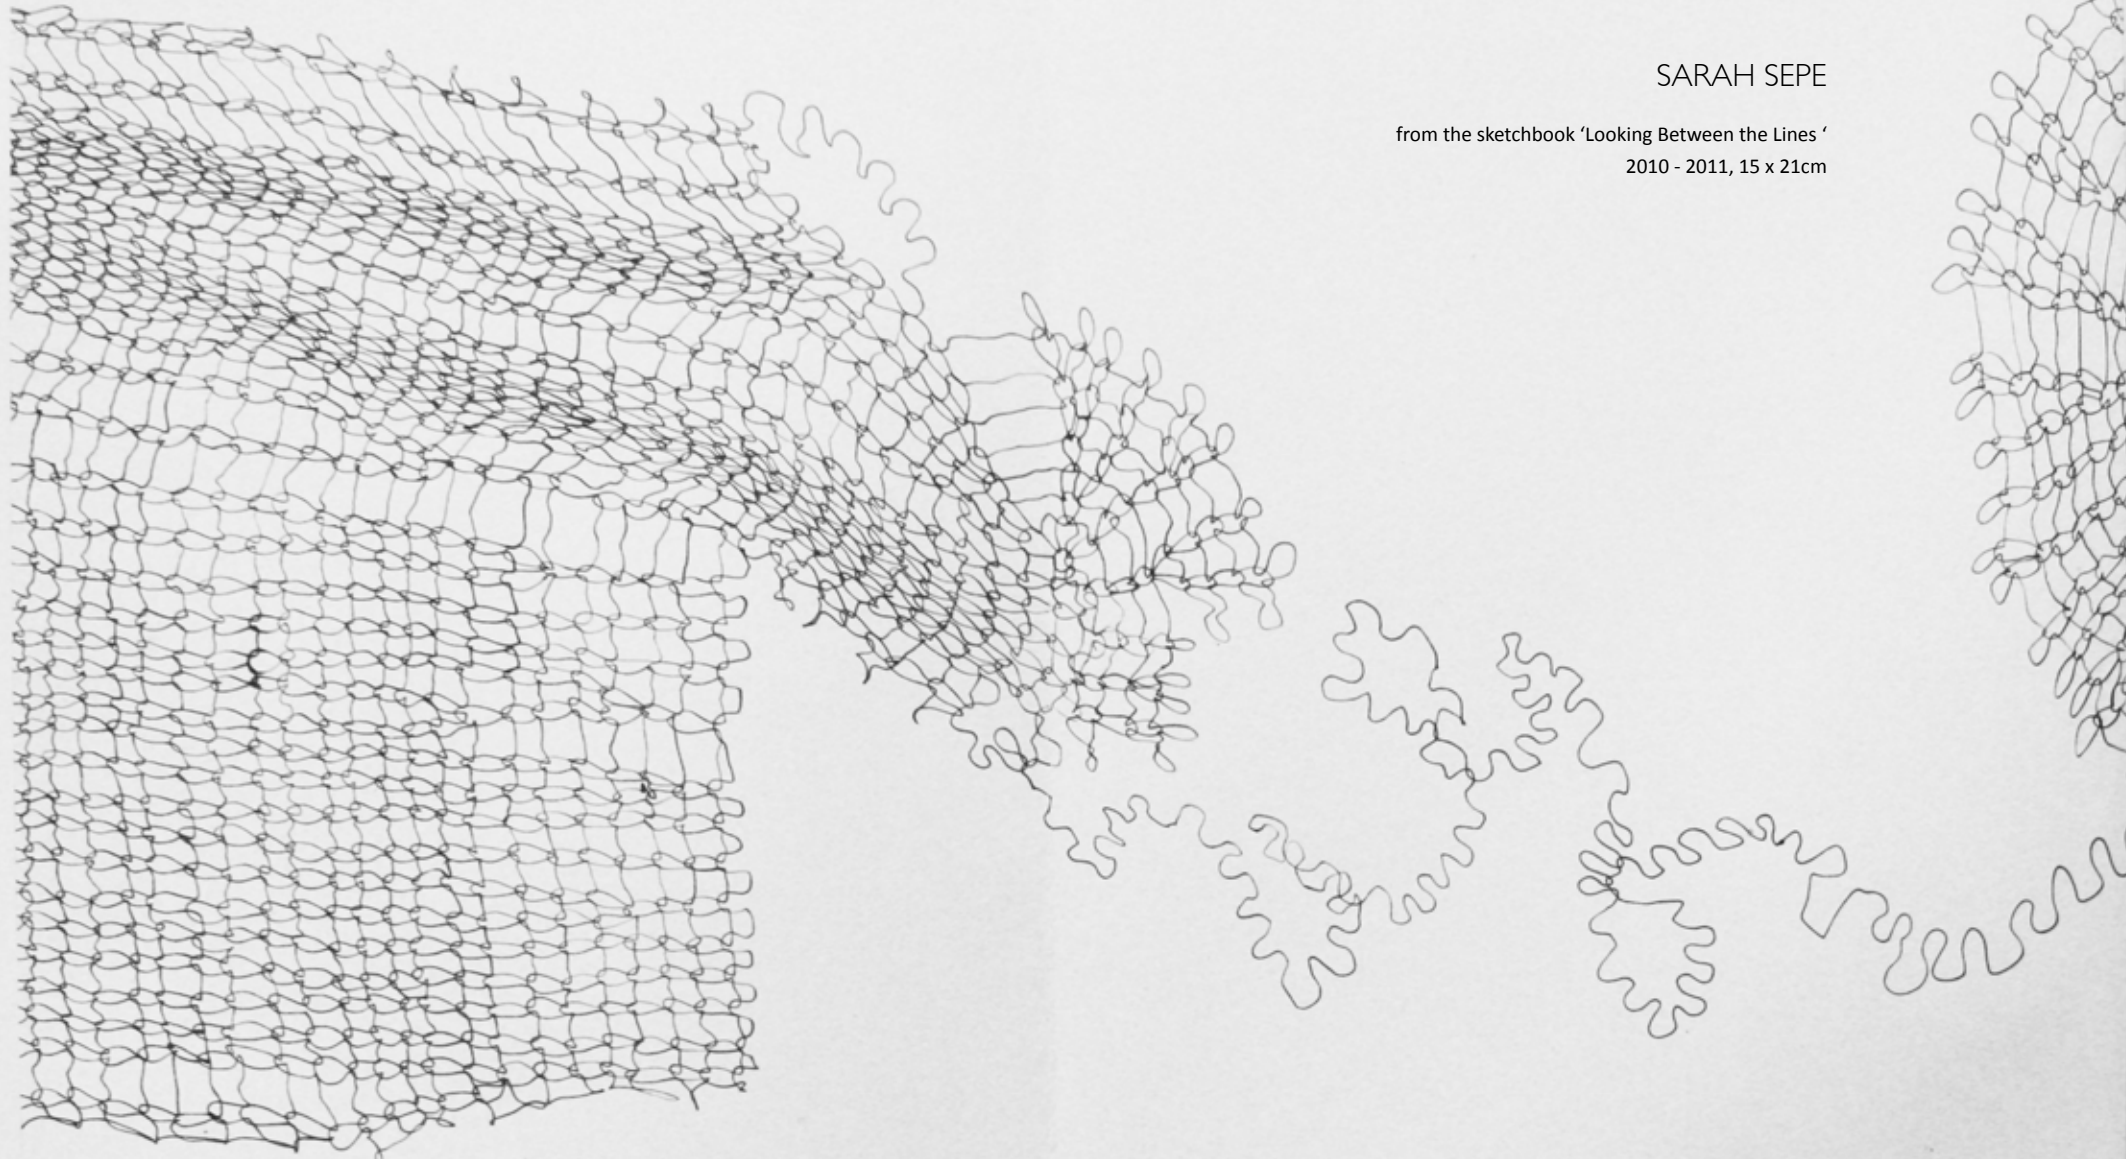 SARAH SEPE
from the sketchbook ‘Looking Between the Lines ‘
2010 - 2011, 15 x 21cm